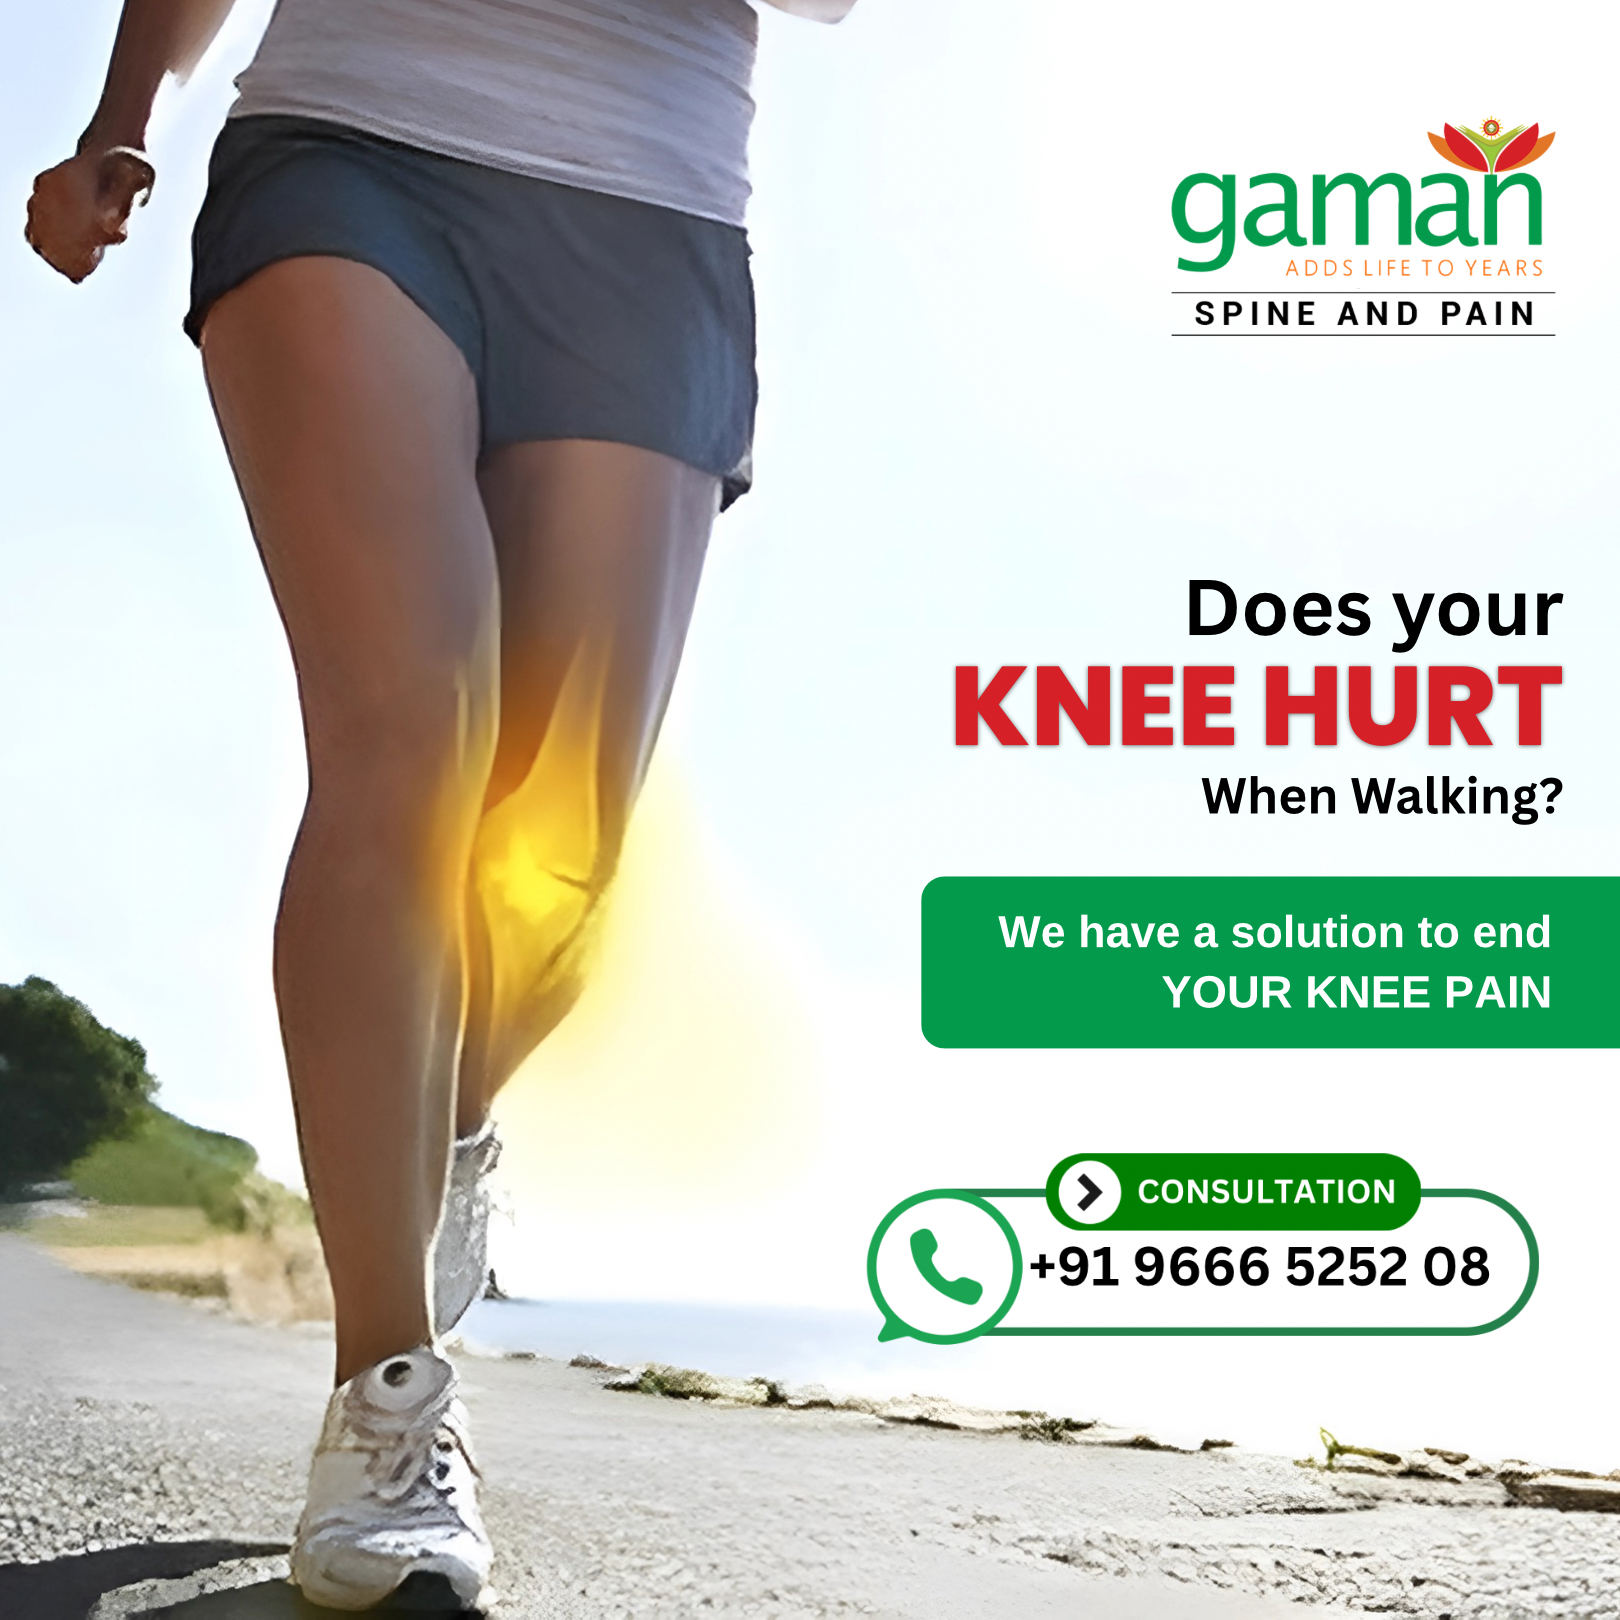 gaman
ADDS LIFE TO YEARS
SPINE AND PAIN
Does your
KNEE HURT
When Walking?
We have a solution to end
YOUR KNEE PAIN
CONSULTATION
+91 9666 5252 08